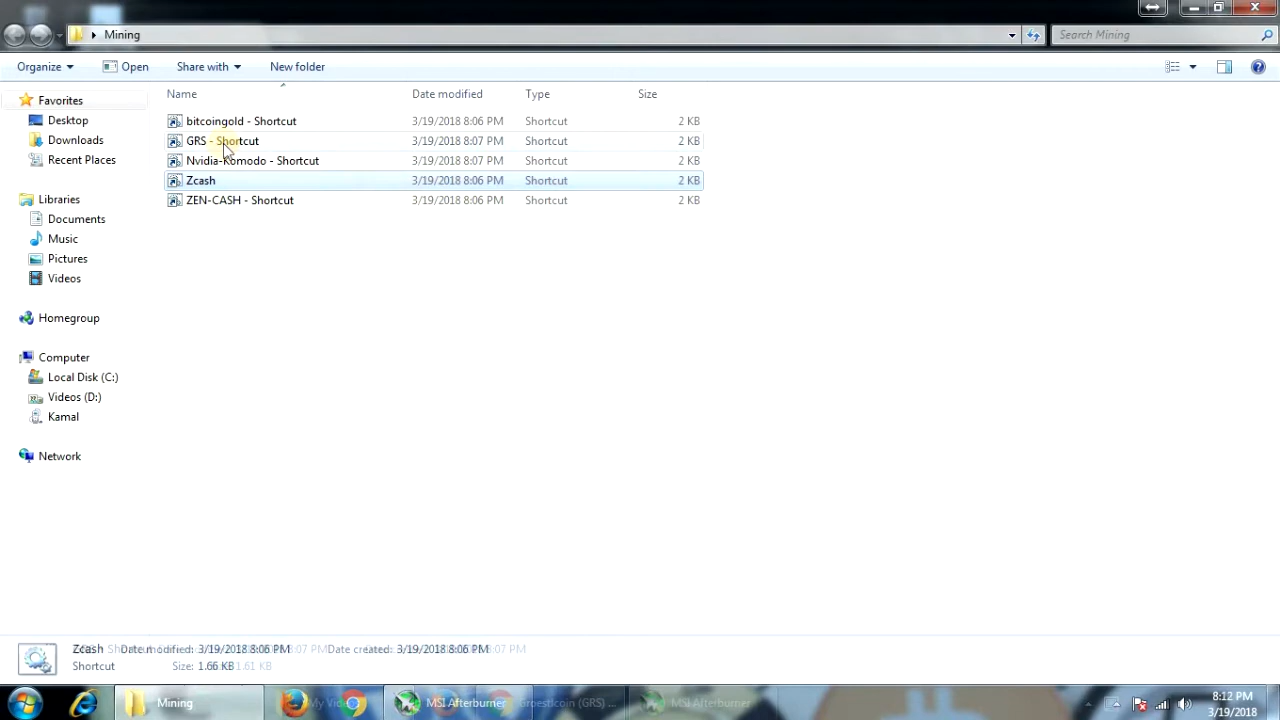 Mining
Search Mining
Organize Open Share with New folder
Name Date modified Type Size
Favorites
Desktop
Downloads
Recent Places
Libraries
Documents
Music
Pictures
Videos
Homegroup
Computer
Local Disk (C:)
Videos (D:)
Kamal
Network
bitcoingold - Shortcut 3/19/2018 8:06 PM Shortcut 2 KB
GRS - Shortcut 3/19/2018 8:07 PM Shortcut 2 KB
Nvidia-Komodo - Shortcut 3/19/2018 8:07 PM Shortcut 2 KB
Zcash 3/19/2018 8:06 PM Shortcut 2 KB
ZEN-CASH - Shortcut 3/19/2018 8:06 PM Shortcut 2 KB
Zcash Date modified: 3/19/2018 8:06 PM Date created: 3/19/2018 8:06 PM
Shortcut Size: 1.66 KB
Mining My Vide MSI Afterburner Groestlcoin (GRS) ... MSI Afterburner
8:12 PM
3/19/2018